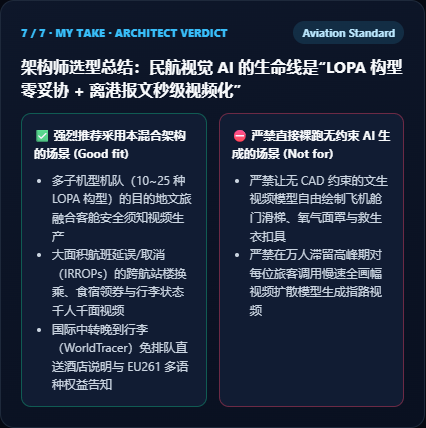 7 / 7 · MY TAKE · ARCHITECT VERDICT
Aviation Standard
架构师选型总结：民航视觉 AI 的生命线是“LOPA 构型
零妥协 + 离港报文秒级视频化”
✅ 强烈推荐采用本混合架构
的场景 (Good fit)
• 多子机型机队（10~25 种
LOPA 构型）的目的地文旅
融合客舱安全须知视频生
产
• 大面积航班延误/取消
（IRROPs）的跨航站楼换
乘、食宿领券与行李状态
千人千面视频
• 国际中转晚到行李
（WorldTracer）免排队直
送酒店说明与 EU261 多语
种权益告知
⛔ 严禁直接裸跑无约束 AI 生
成的场景 (Not for)
• 严禁让无 CAD 约束的文生
视频模型自由绘制飞机舱
门滑梯、氧气面罩与救生
衣扣具
• 严禁在万人滞留高峰期对
每位旅客调用慢速全画幅
视频扩散模型生成指路视
频